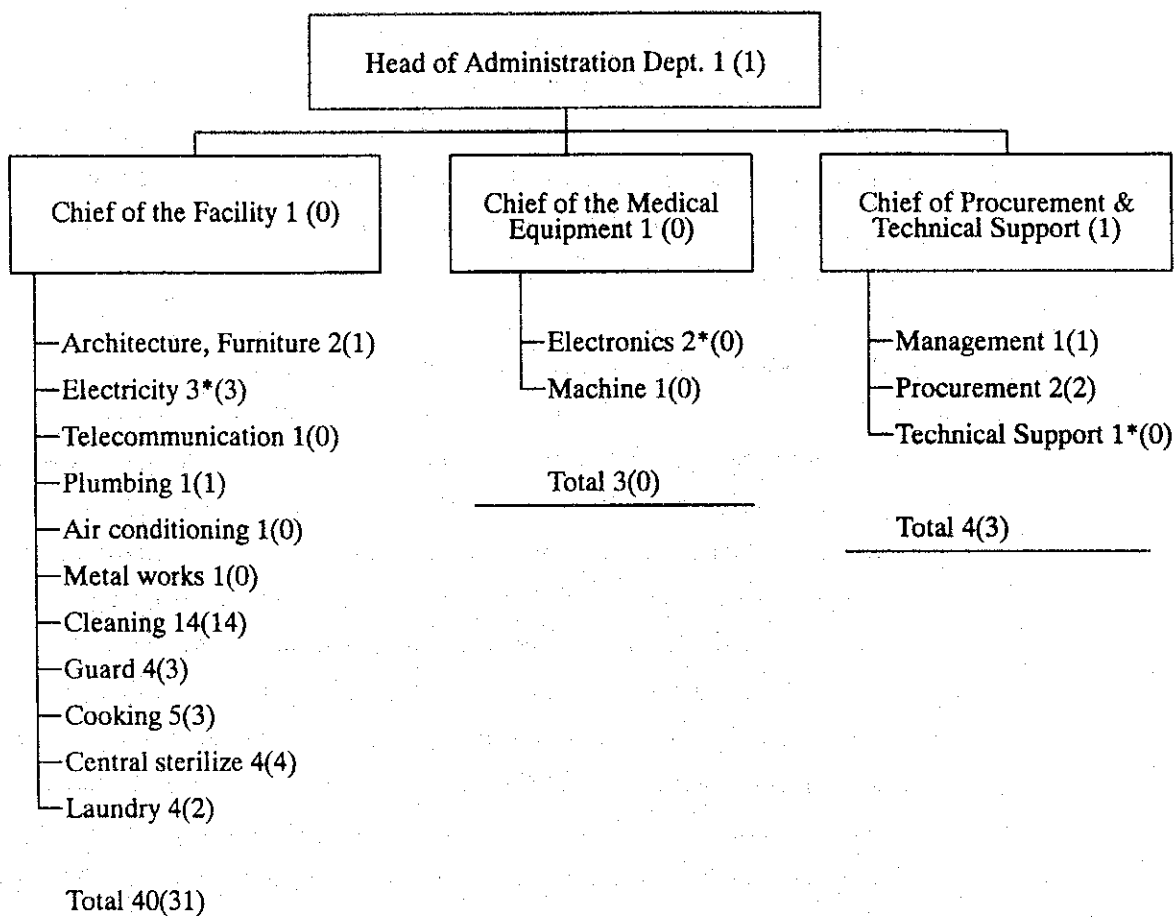 Head of Administration Dept. 1 (1)
Chief of the Facility 1 (0)
Architecture, Furniture 2(1)
Electricity 3*(3)
Telecommunication 1(0)
Plumbing 1(1)
Air conditioning 1(0)
Metal works 1(0)
Cleaning 14(14)
Guard 4(3)
Cooking 5(3)
Central sterilize 4(4)
Laundry 4(2)
Total 40(31)
Chief of the Medical
Equipment 1 (0)
Electronics 2*(0)
Machine 1(0)
Total 3(0)
Chief of Procurement &
Technical Support (1)
Management 1(1)
Procurement 2(2)
Technical Support 1*(0)
Total 4(3)